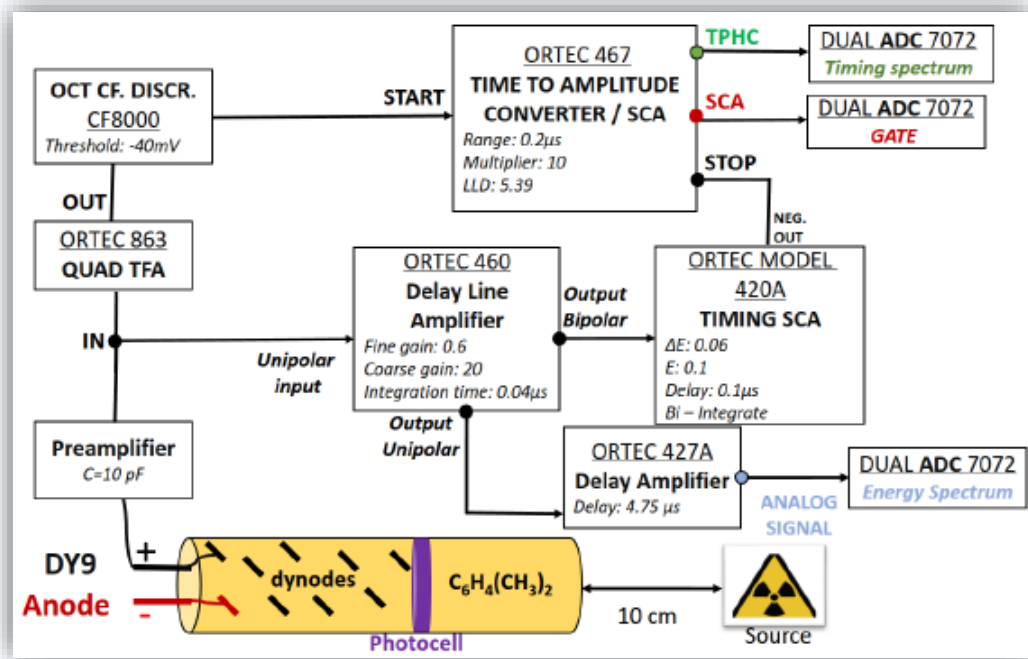 OCT CF. DISCR.
CF8000
Threshold: -40mV
START
ORTEC 467
TIME TO AMPLITUDE
CONVERTER / SCA
Range: 0.2µs
Multiplier: 10
LLD: 5.39
TPHC
DUAL ADC 7072
Timing spectrum
SCA
DUAL ADC 7072
GATE
STOP
OUT
ORTEC 863
QUAD TFA
IN
Unipolar
input
ORTEC 460
Delay Line
Amplifier
Fine gain: 0.6
Coarse gain: 20
Integration time: 0.04µs
Output
Bipolar
NEG.
OUT
ORTEC MODEL
420A
TIMING SCA
ΔE: 0.06
E: 0.1
Delay: 0.1µs
Bi – Integrate
Output
Unipolar
Preamplifier
C=10 pF
ORTEC 427A
Delay Amplifier
Delay: 4.75 µs
ANALOG
SIGNAL
DUAL ADC 7072
Energy Spectrum
DY9
+
Anode
-
dynodes
C₆H₄(CH₃)₂
Photocell
10 cm
Source